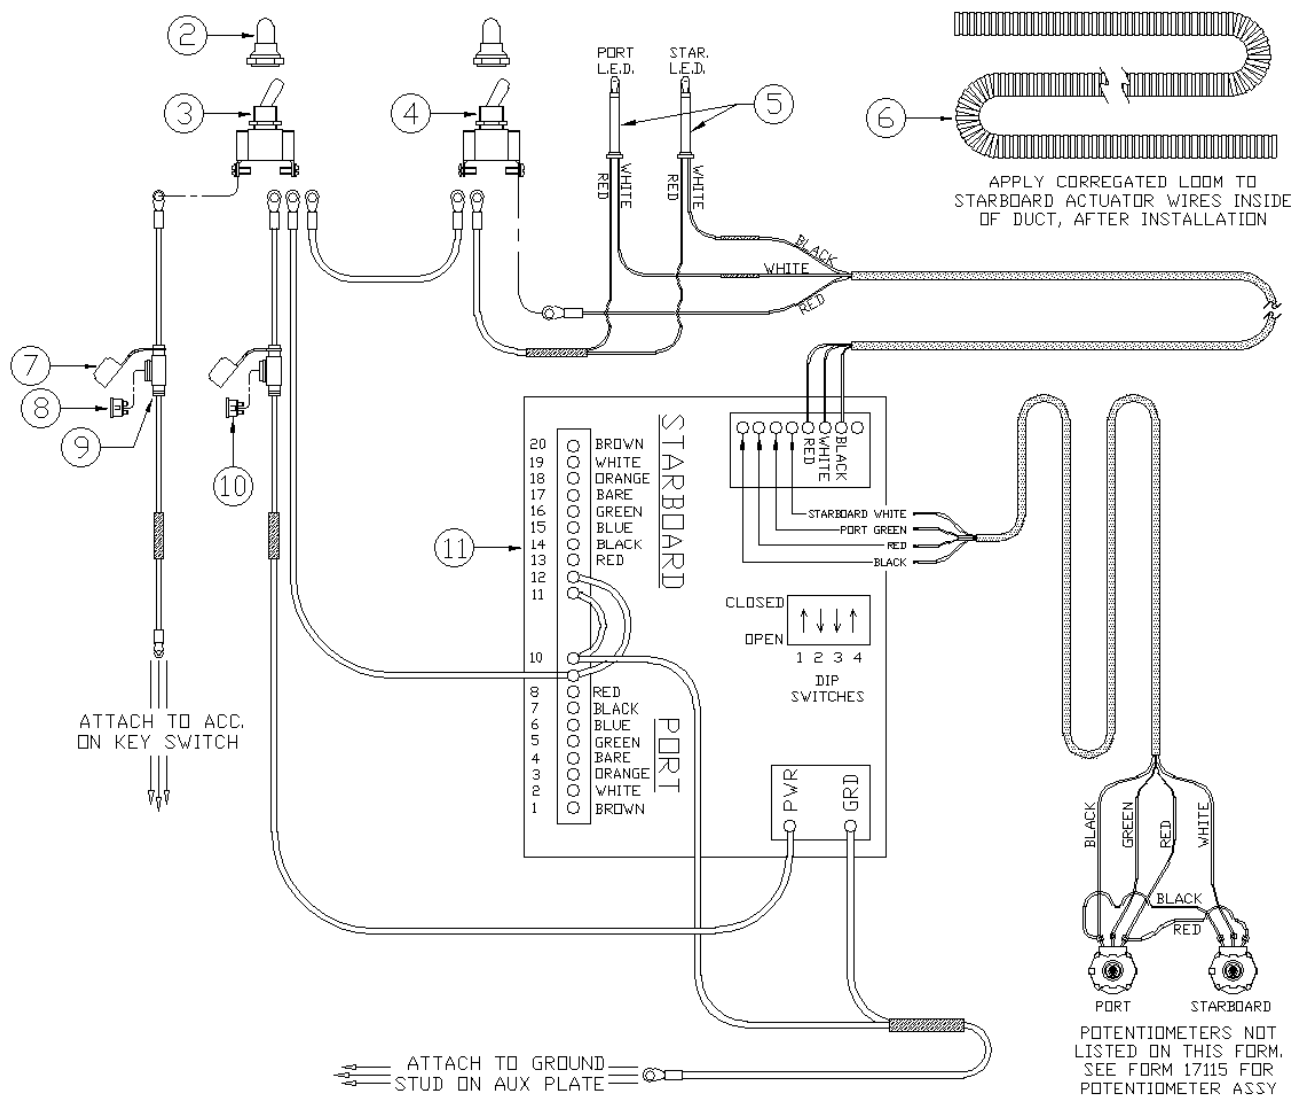 2
3
4
PORT
L.E.D.
STAR.
L.E.D.
5
6
APPLY CORREGATED LOOM TO
STARBOARD ACTUATOR WIRES INSIDE
OF DUCT, AFTER INSTALLATION
RED
WHITE
RED
WHITE
BLACK
WHITE
RED
7
8
9
10
11
STARBOARD
20 BROWN
19 WHITE
18 ORANGE
17 BARE
16 GREEN
15 BLUE
14 BLACK
13 RED
12
11
10
8 RED
7 BLACK
6 BLUE
5 GREEN
4 BARE
3 ORANGE
2 WHITE
1 BROWN
PORT
RED
WHITE
BLACK
STARBOARD WHITE
PORT GREEN
RED
BLACK
CLOSED
OPEN
1 2 3 4
DIP
SWITCHES
PWR
GRD
ATTACH TO ACC.
ON KEY SWITCH
ATTACH TO GROUND
STUD ON AUX PLATE
BLACK
GREEN
RED
WHITE
BLACK
RED
PORT
STARBOARD
POTENTIOMETERS NOT
LISTED ON THIS FORM.
SEE FORM 17115 FOR
POTENTIOMETER ASSY